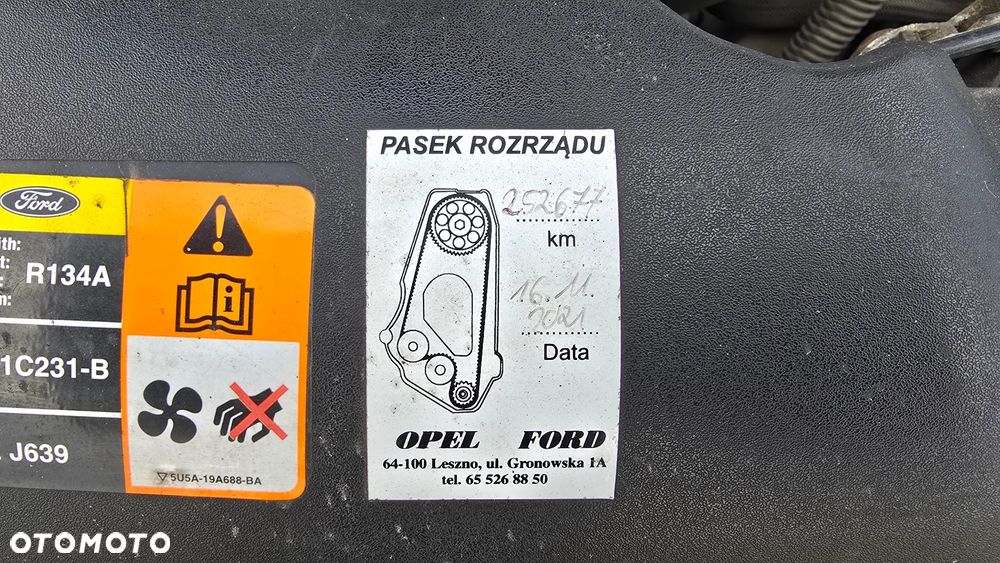 PASEK ROZRZĄDU
252677
km
16.11.
2021
Data
OPEL FORD
64-100 Leszno, ul. Gronowska 1A
tel. 65 526 88 50
Ford
ith:
t:
R134A
n:
1C231-B
J639
5U5A-19A688-BA
OTOMOTO